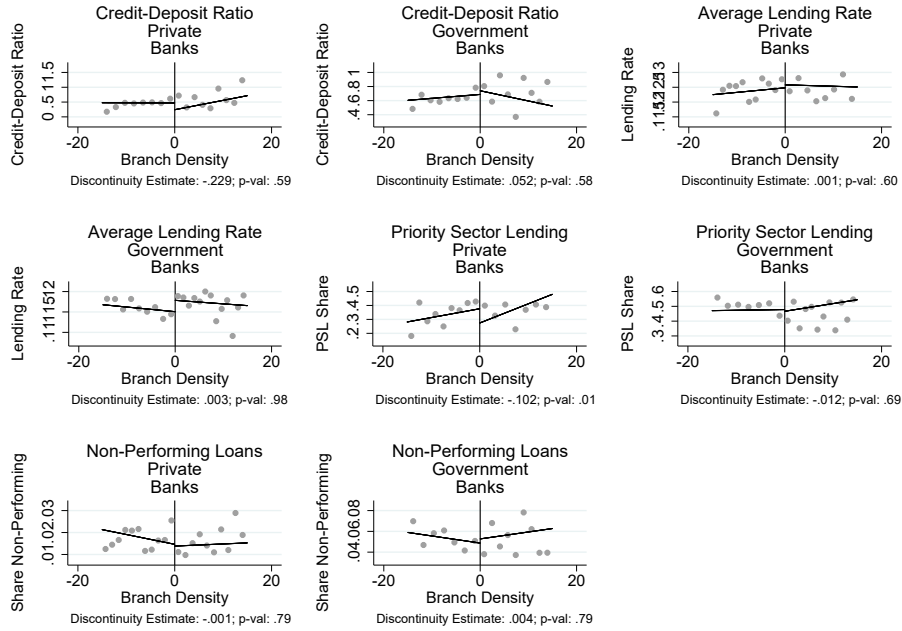 Credit-Deposit Ratio
Private
Banks
Credit-Deposit Ratio
0 .5 1 1.5
-20 0 20
Branch Density
Discontinuity Estimate: -.229; p-val: .59
Credit-Deposit Ratio
Government
Banks
Credit-Deposit Ratio
.4 .6 .8 1
-20 0 20
Branch Density
Discontinuity Estimate: .052; p-val: .58
Average Lending Rate
Private
Banks
Lending Rate
-20 0 20
Branch Density
Discontinuity Estimate: .001; p-val: .60
Average Lending Rate
Government
Banks
Lending Rate
-20 0 20
Branch Density
Discontinuity Estimate: .003; p-val: .98
Priority Sector Lending
Private
Banks
PSL Share
.2 .3 .4 .5
-20 0 20
Branch Density
Discontinuity Estimate: -.102; p-val: .01
Priority Sector Lending
Government
Banks
PSL Share
.3 .4 .5 .6
-20 0 20
Branch Density
Discontinuity Estimate: -.012; p-val: .69
Non-Performing Loans
Private
Banks
Share Non-Performing
.01 .02 .03
-20 0 20
Branch Density
Discontinuity Estimate: -.001; p-val: .79
Non-Performing Loans
Government
Banks
Share Non-Performing
.04 .06 .08
-20 0 20
Branch Density
Discontinuity Estimate: .004; p-val: .79